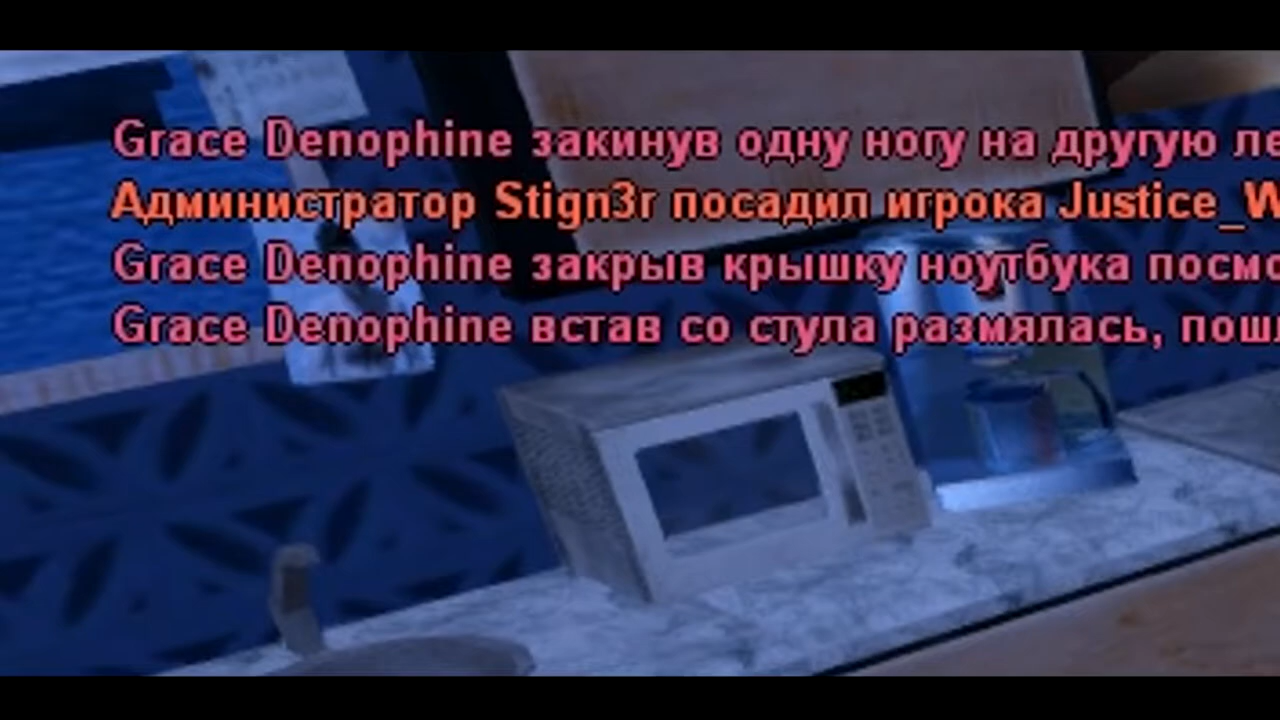 Grace Denophine закинув одну ногу на другую
Администратор Stign3r посадил игрока Justice_W
Grace Denophine закрыв крышку ноутбука
Grace Denophine встав со стула размялась,